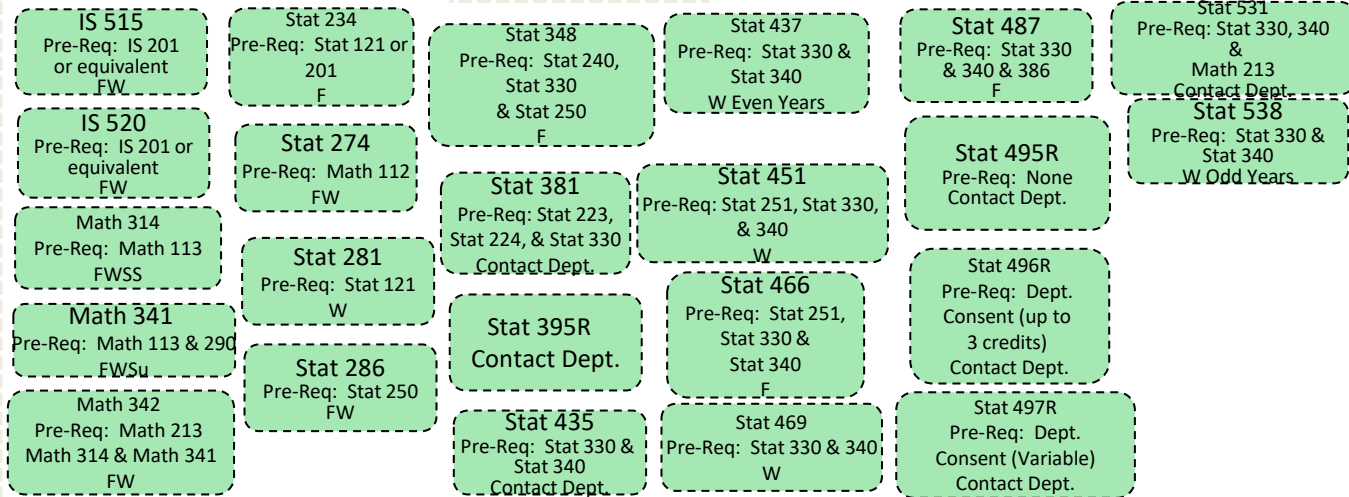 IS 515
Pre-Req: IS 201
or equivalent
FW
IS 520
Pre-Req: IS 201 or
equivalent
FW
Math 314
Pre-Req: Math 113
FWSS
Math 341
Pre-Req: Math 113 & 290
FWSu
Math 342
Pre-Req: Math 213
Math 314 & Math 341
FW
Stat 234
Pre-Req: Stat 121 or
201
F
Stat 274
Pre-Req: Math 112
FW
Stat 281
Pre-Req: Stat 121
W
Stat 286
Pre-Req: Stat 250
FW
Stat 348
Pre-Req: Stat 240,
Stat 330
& Stat 250
F
Stat 381
Pre-Req: Stat 223,
Stat 224, & Stat 330
Contact Dept.
Stat 395R
Contact Dept.
Stat 435
Pre-Req: Stat 330 &
Stat 340
Contact Dept.
Stat 437
Pre-Req: Stat 330 &
Stat 340
W Even Years
Stat 451
Pre-Req: Stat 251, Stat 330,
& 340
W
Stat 466
Pre-Req: Stat 251,
Stat 330 &
Stat 340
F
Stat 469
Pre-Req: Stat 330 & 340
W
Stat 487
Pre-Req: Stat 330
& 340 & 386
F
Stat 495R
Pre-Req: None
Contact Dept.
Stat 496R
Pre-Req: Dept.
Consent (up to
3 credits)
Contact Dept.
Stat 497R
Pre-Req: Dept.
Consent (Variable)
Contact Dept.
Stat 531
Pre-Req: Stat 330, 340
&
Math 213
Contact Dept.
Stat 538
Pre-Req: Stat 330 &
Stat 340
W Odd Years